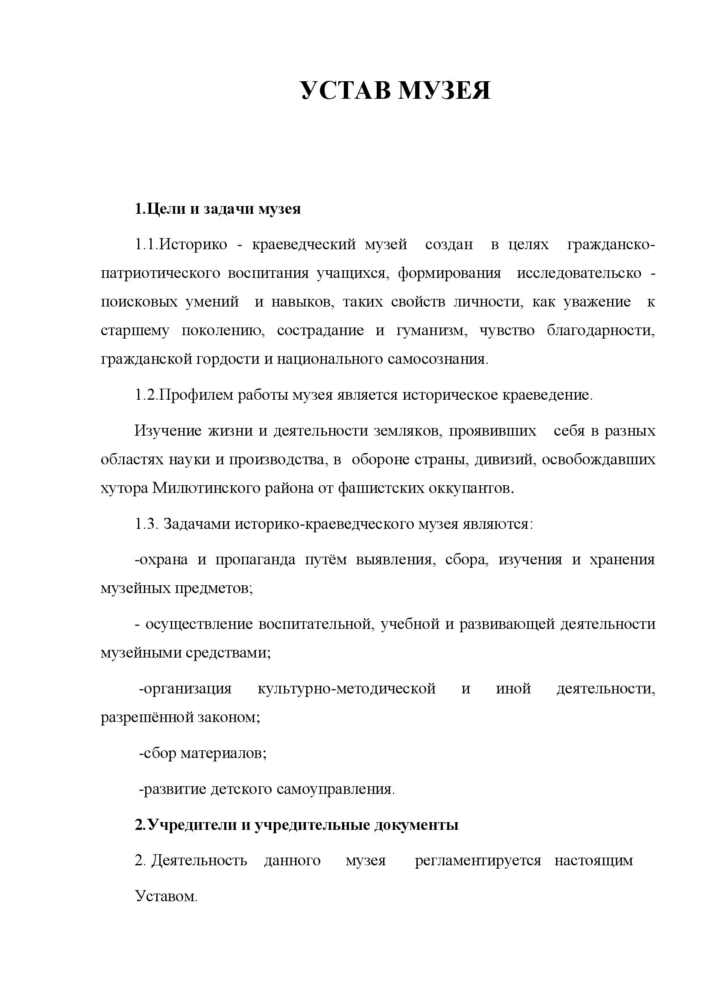 УСТАВ МУЗЕЯ
1.Цели и задачи музея
1.1.Историко - краеведческий музей создан в целях гражданско-
патриотического воспитания учащихся, формирования исследовательско -
поисковых умений и навыков, таких свойств личности, как уважение к
старшему поколению, сострадание и гуманизм, чувство благодарности,
гражданской гордости и национального самосознания.
1.2.Профилем работы музея является историческое краеведение.
Изучение жизни и деятельности земляков, проявивших себя в разных
областях науки и производства, в обороне страны, дивизий, освобождавших
хутора Милютинского района от фашистских оккупантов.
1.3. Задачами историко-краеведческого музея являются:
-охрана и пропаганда путём выявления, сбора, изучения и хранения
музейных предметов;
- осуществление воспитательной, учебной и развивающей деятельности
музейными средствами;
-организация культурно-методической и иной деятельности,
разрешённой законом;
-сбор материалов;
-развитие детского самоуправления.
2.Учредители и учредительные документы
2. Деятельность данного музея регламентируется настоящим
Уставом.